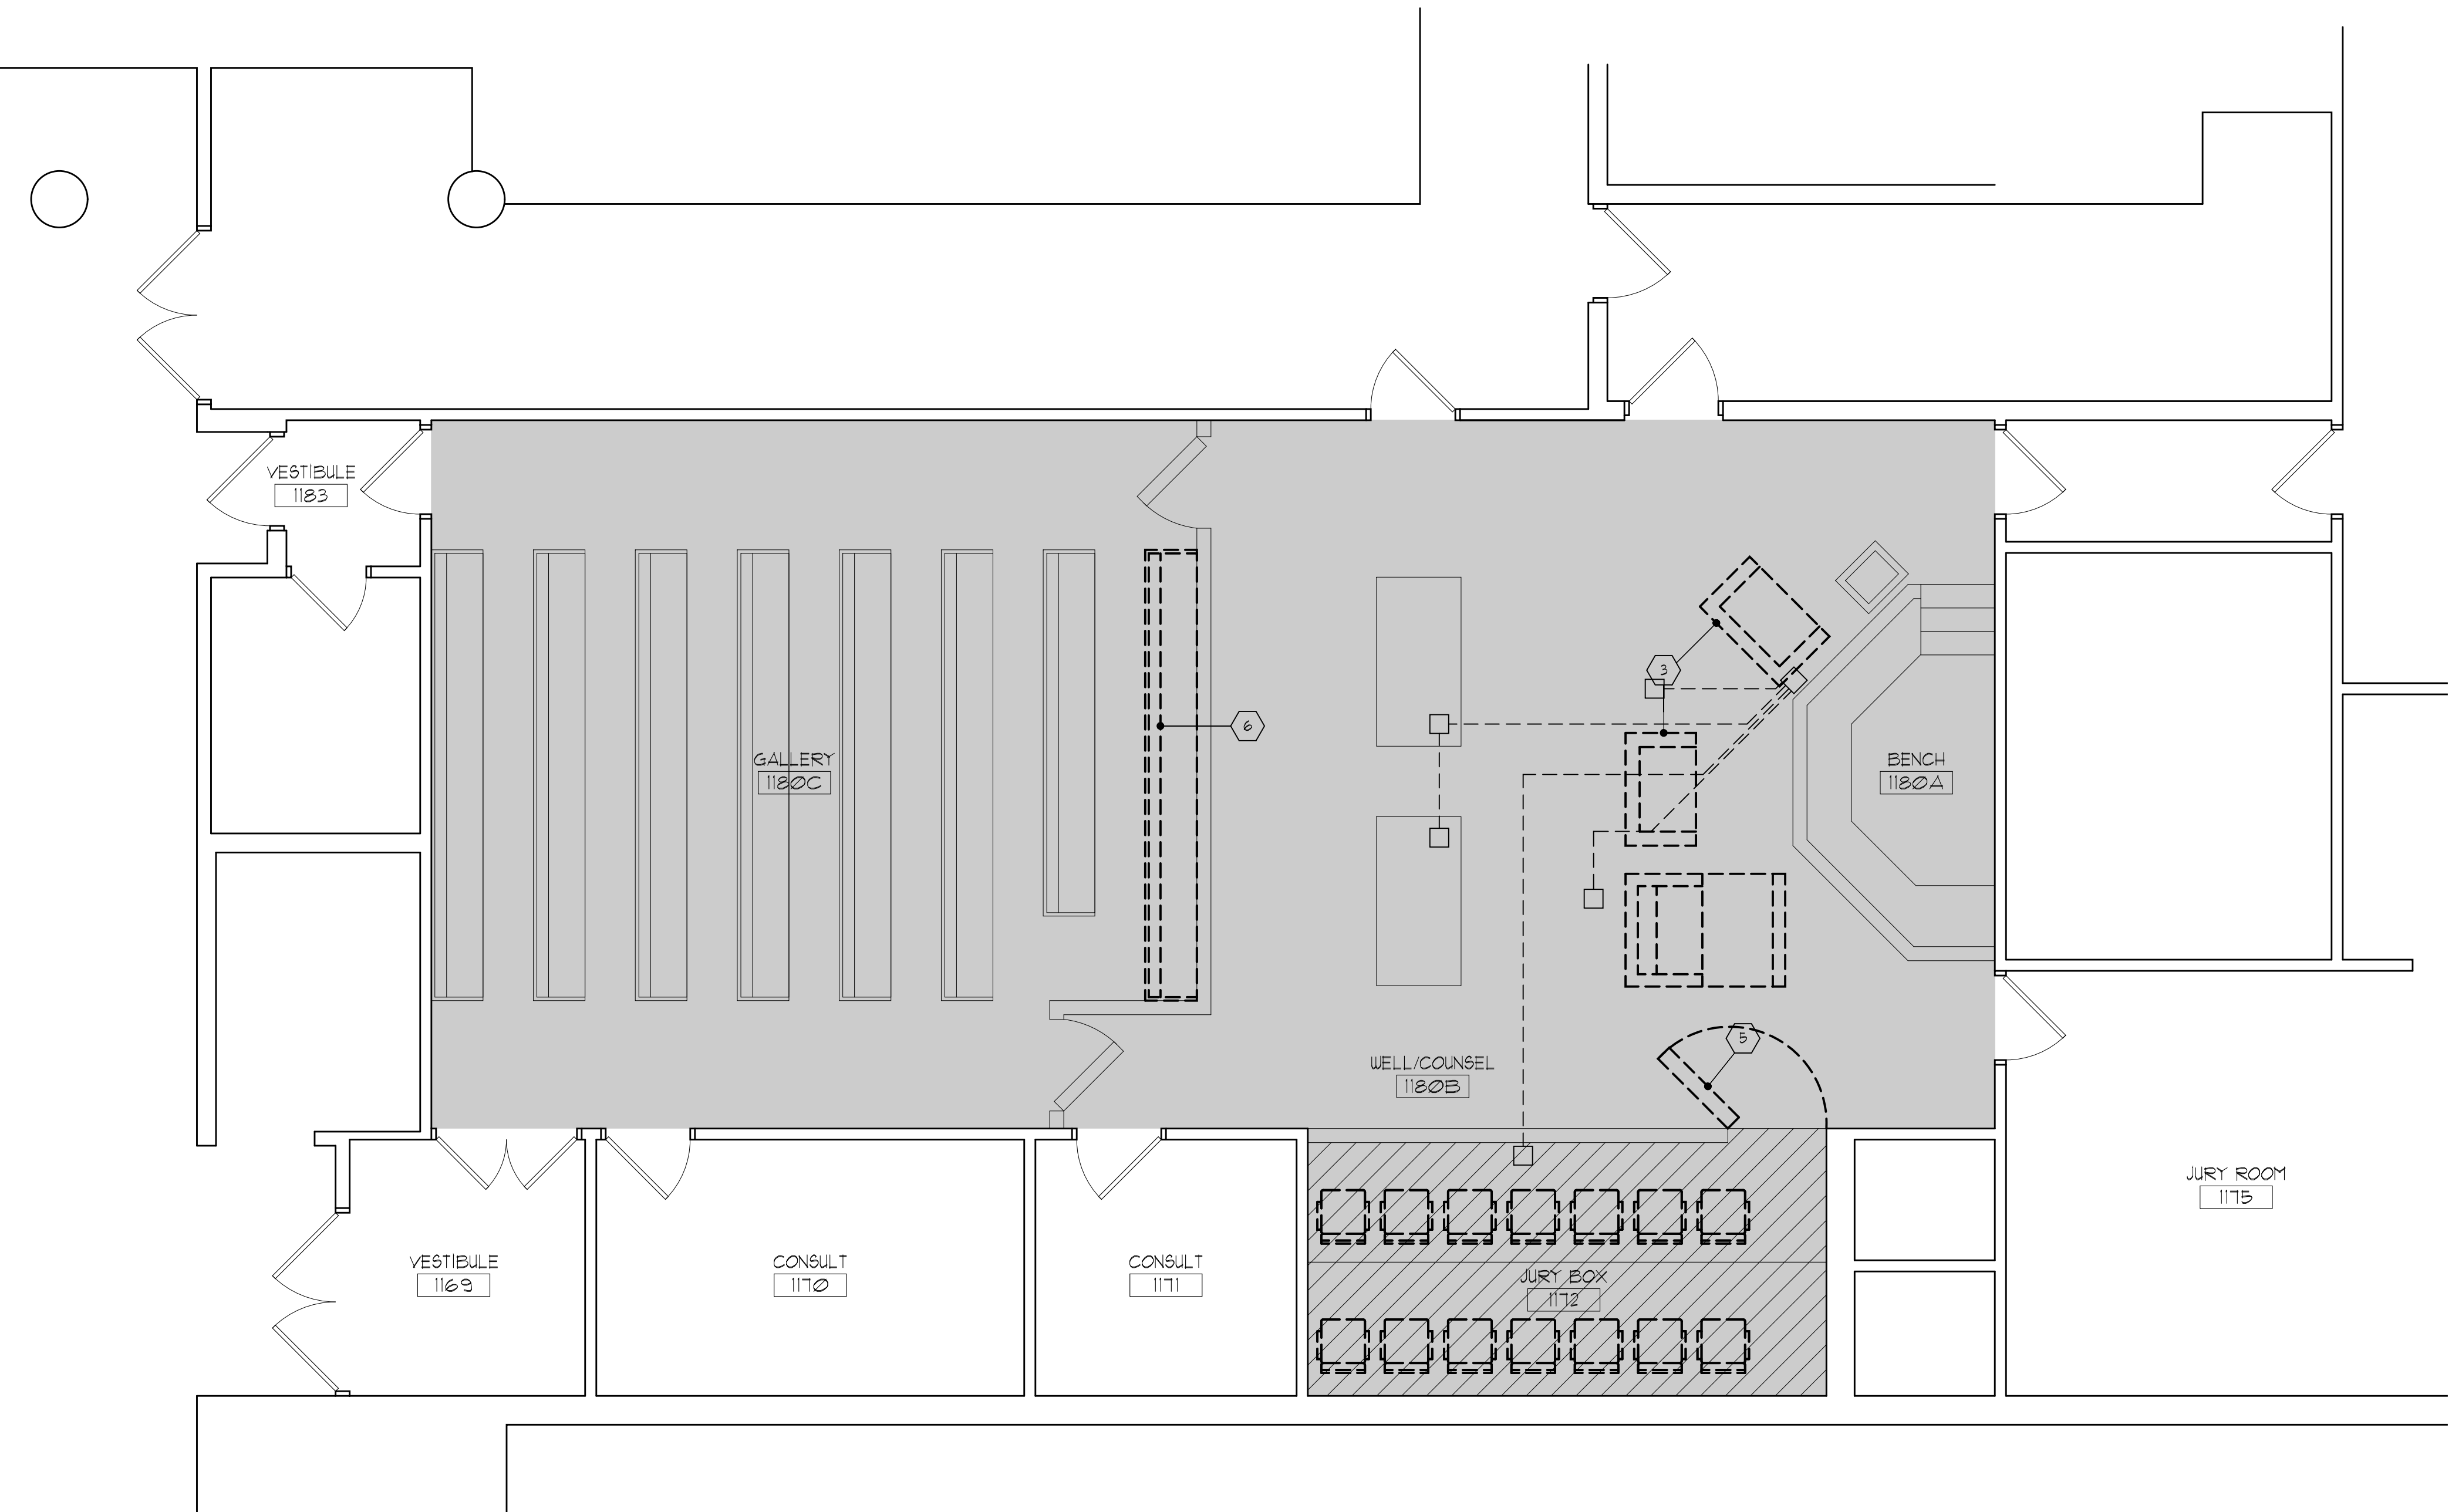 VESTIBULE
1183
3
6
GALLERY
1180C
BENCH
1180A
5
WELL/COUNSEL
1180B
JURY ROOM
1175
VESTIBULE
1169
CONSULT
1170
CONSULT
1171
JURY BOX
1172